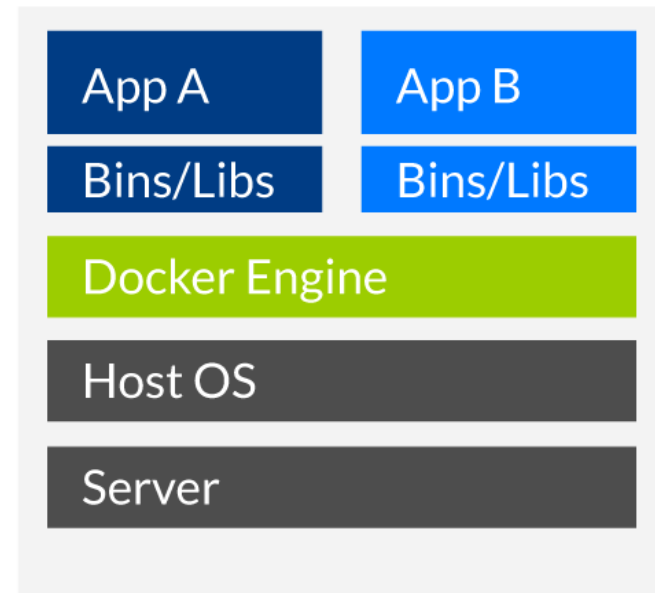 App A
App B
Bins/Libs
Bins/Libs
Docker Engine
Host OS
Server